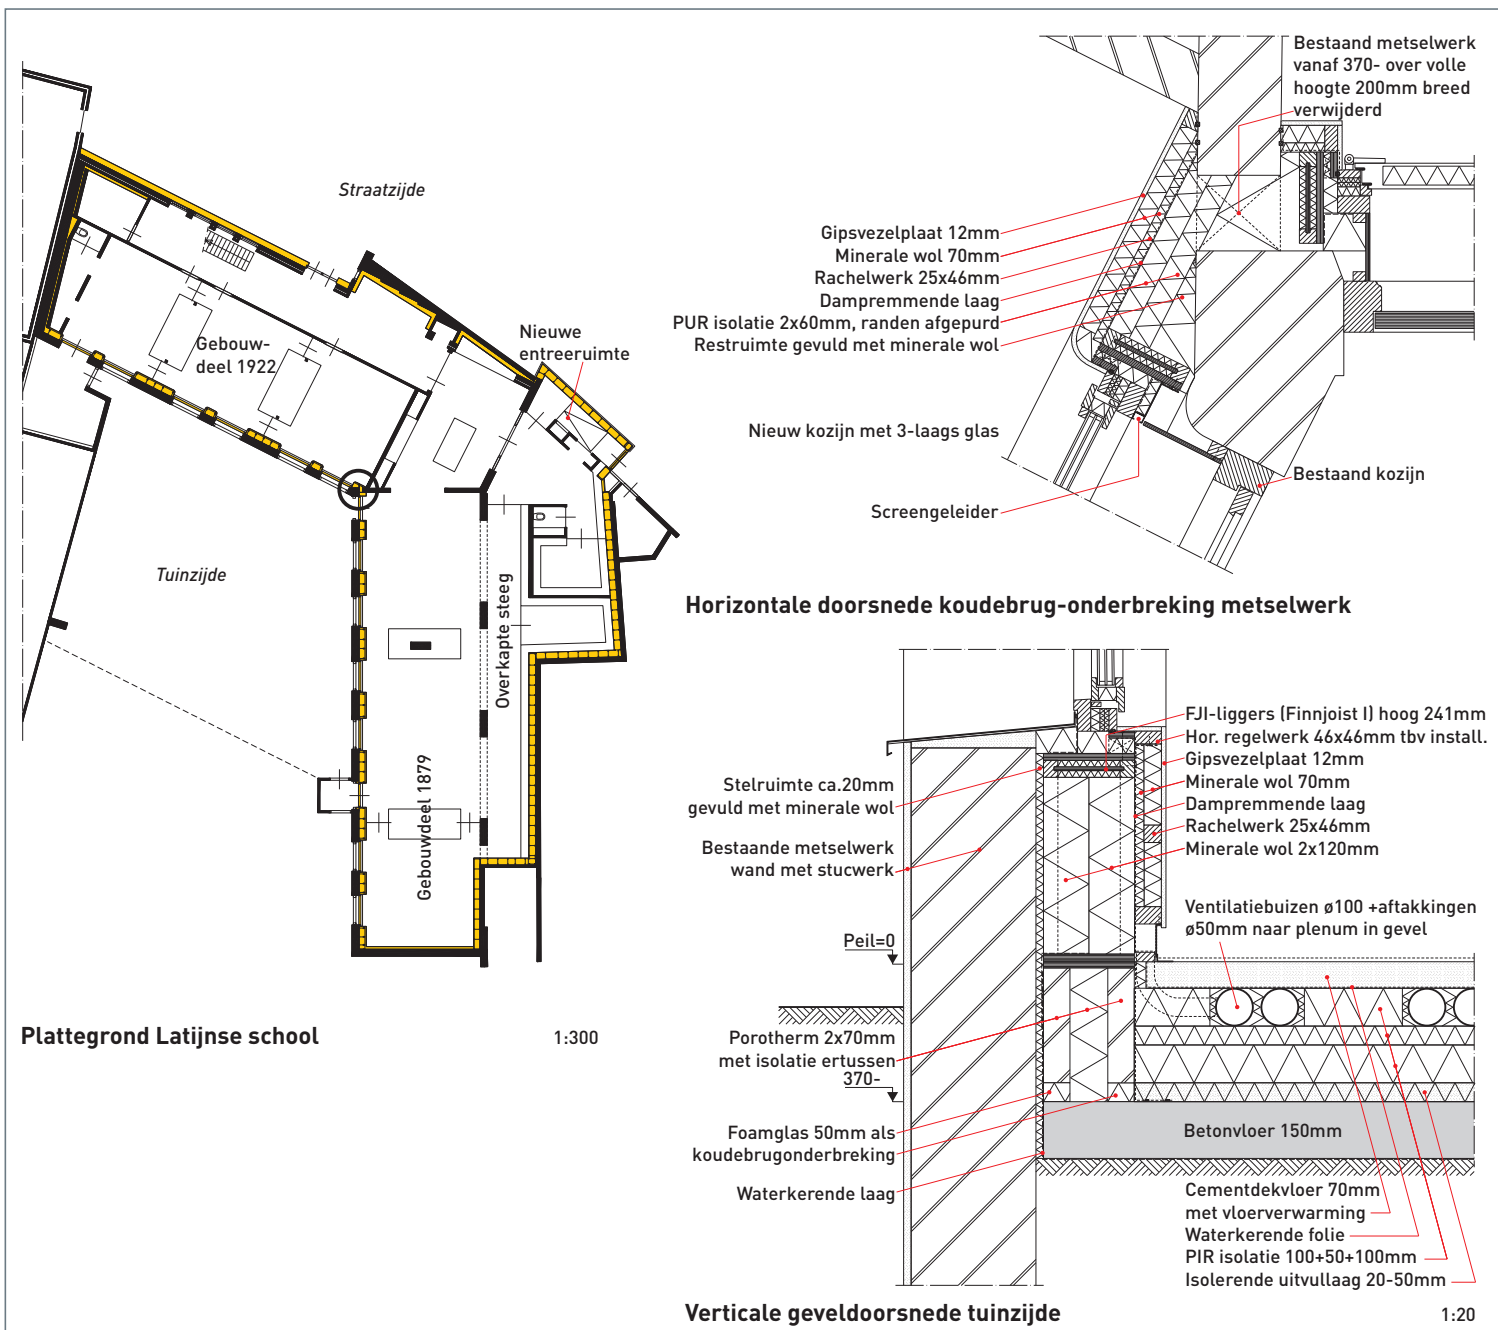 Straatzijde
Nieuwe
entreeruimte
Gebouw-
deel 1922
Tuinzijde
Overkapte steeg
Gebouwdeel 1879
Plattegrond Latijnse school
1:300
Bestaand metselwerk
vanaf 370- over volle
hoogte 200mm breed
verwijderd
Gipsvezelplaat 12mm
Minerale wol 70mm
Rachelwerk 25x46mm
Dampremmende laag
PUR isolatie 2x60mm, randen afgepurd
Restruimte gevuld met minerale wol
Nieuw kozijn met 3-laags glas
Screengeleider
Bestaand kozijn
Horizontale doorsnede koudebrug-onderbreking metselwerk
FJI-liggers (Finnjoist I) hoog 241mm
Hor. regelwerk 46x46mm tbv install.
Gipsvezelplaat 12mm
Minerale wol 70mm
Dampremmende laag
Rachelwerk 25x46mm
Minerale wol 2x120mm
Stelruimte ca.20mm
gevuld met minerale wol
Bestaande metselwerk
wand met stucwerk
Ventilatiebuizen ø100 +aftakkingen
ø50mm naar plenum in gevel
Peil=0
Porotherm 2x70mm
met isolatie ertussen
370-
Foamglas 50mm als
koudebrugonderbreking
Waterkerende laag
Betonvloer 150mm
Cementdekvloer 70mm
met vloerverwarming
Waterkerende folie
PIR isolatie 100+50+100mm
Isolerende uitvullaag 20-50mm
Verticale geveldoorsnede tuinzijde
1:20